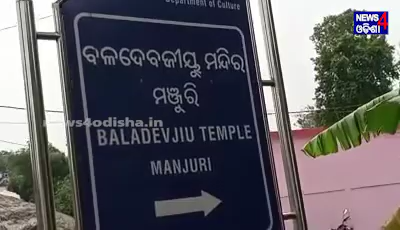 Department of Culture
NEWS4
ଓଡ଼ିଶା
ବଳଦେବଜୀୟୁ ମନ୍ଦିର
ମଞ୍ଜୁରି
news4odisha.in
BALADEVJIU TEMPLE
MANJURI